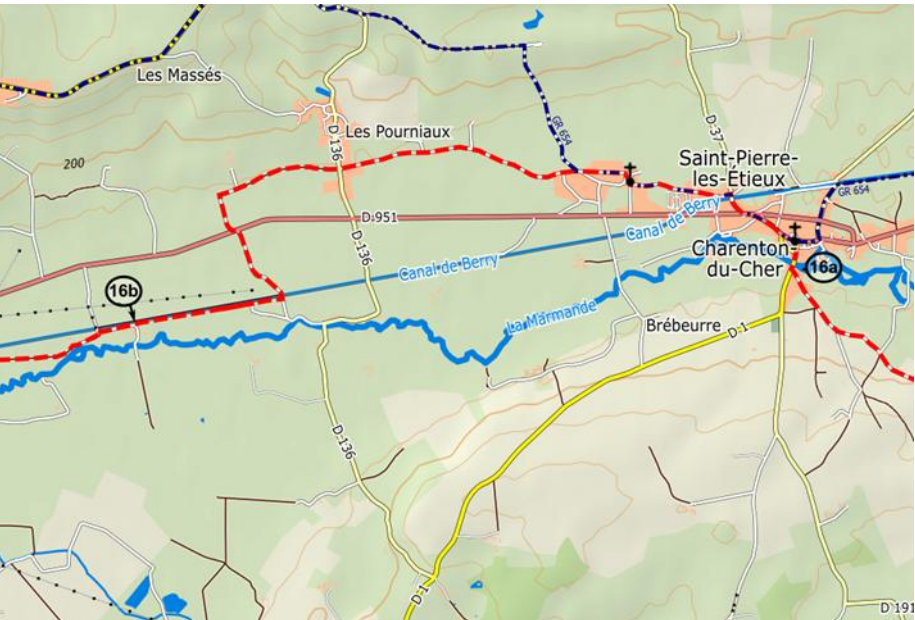 Les Massés
D 136
Les Pourniaux
GR 654
D 37
200
Saint-Pierre-
les-Étieux
GR 654
D 951
Canal de Berry
D 136
Charenton-
du-Cher
16a
Canal de Berry
16b
La Marmande
Brébeurre
D 1
D 136
D 1
D 191